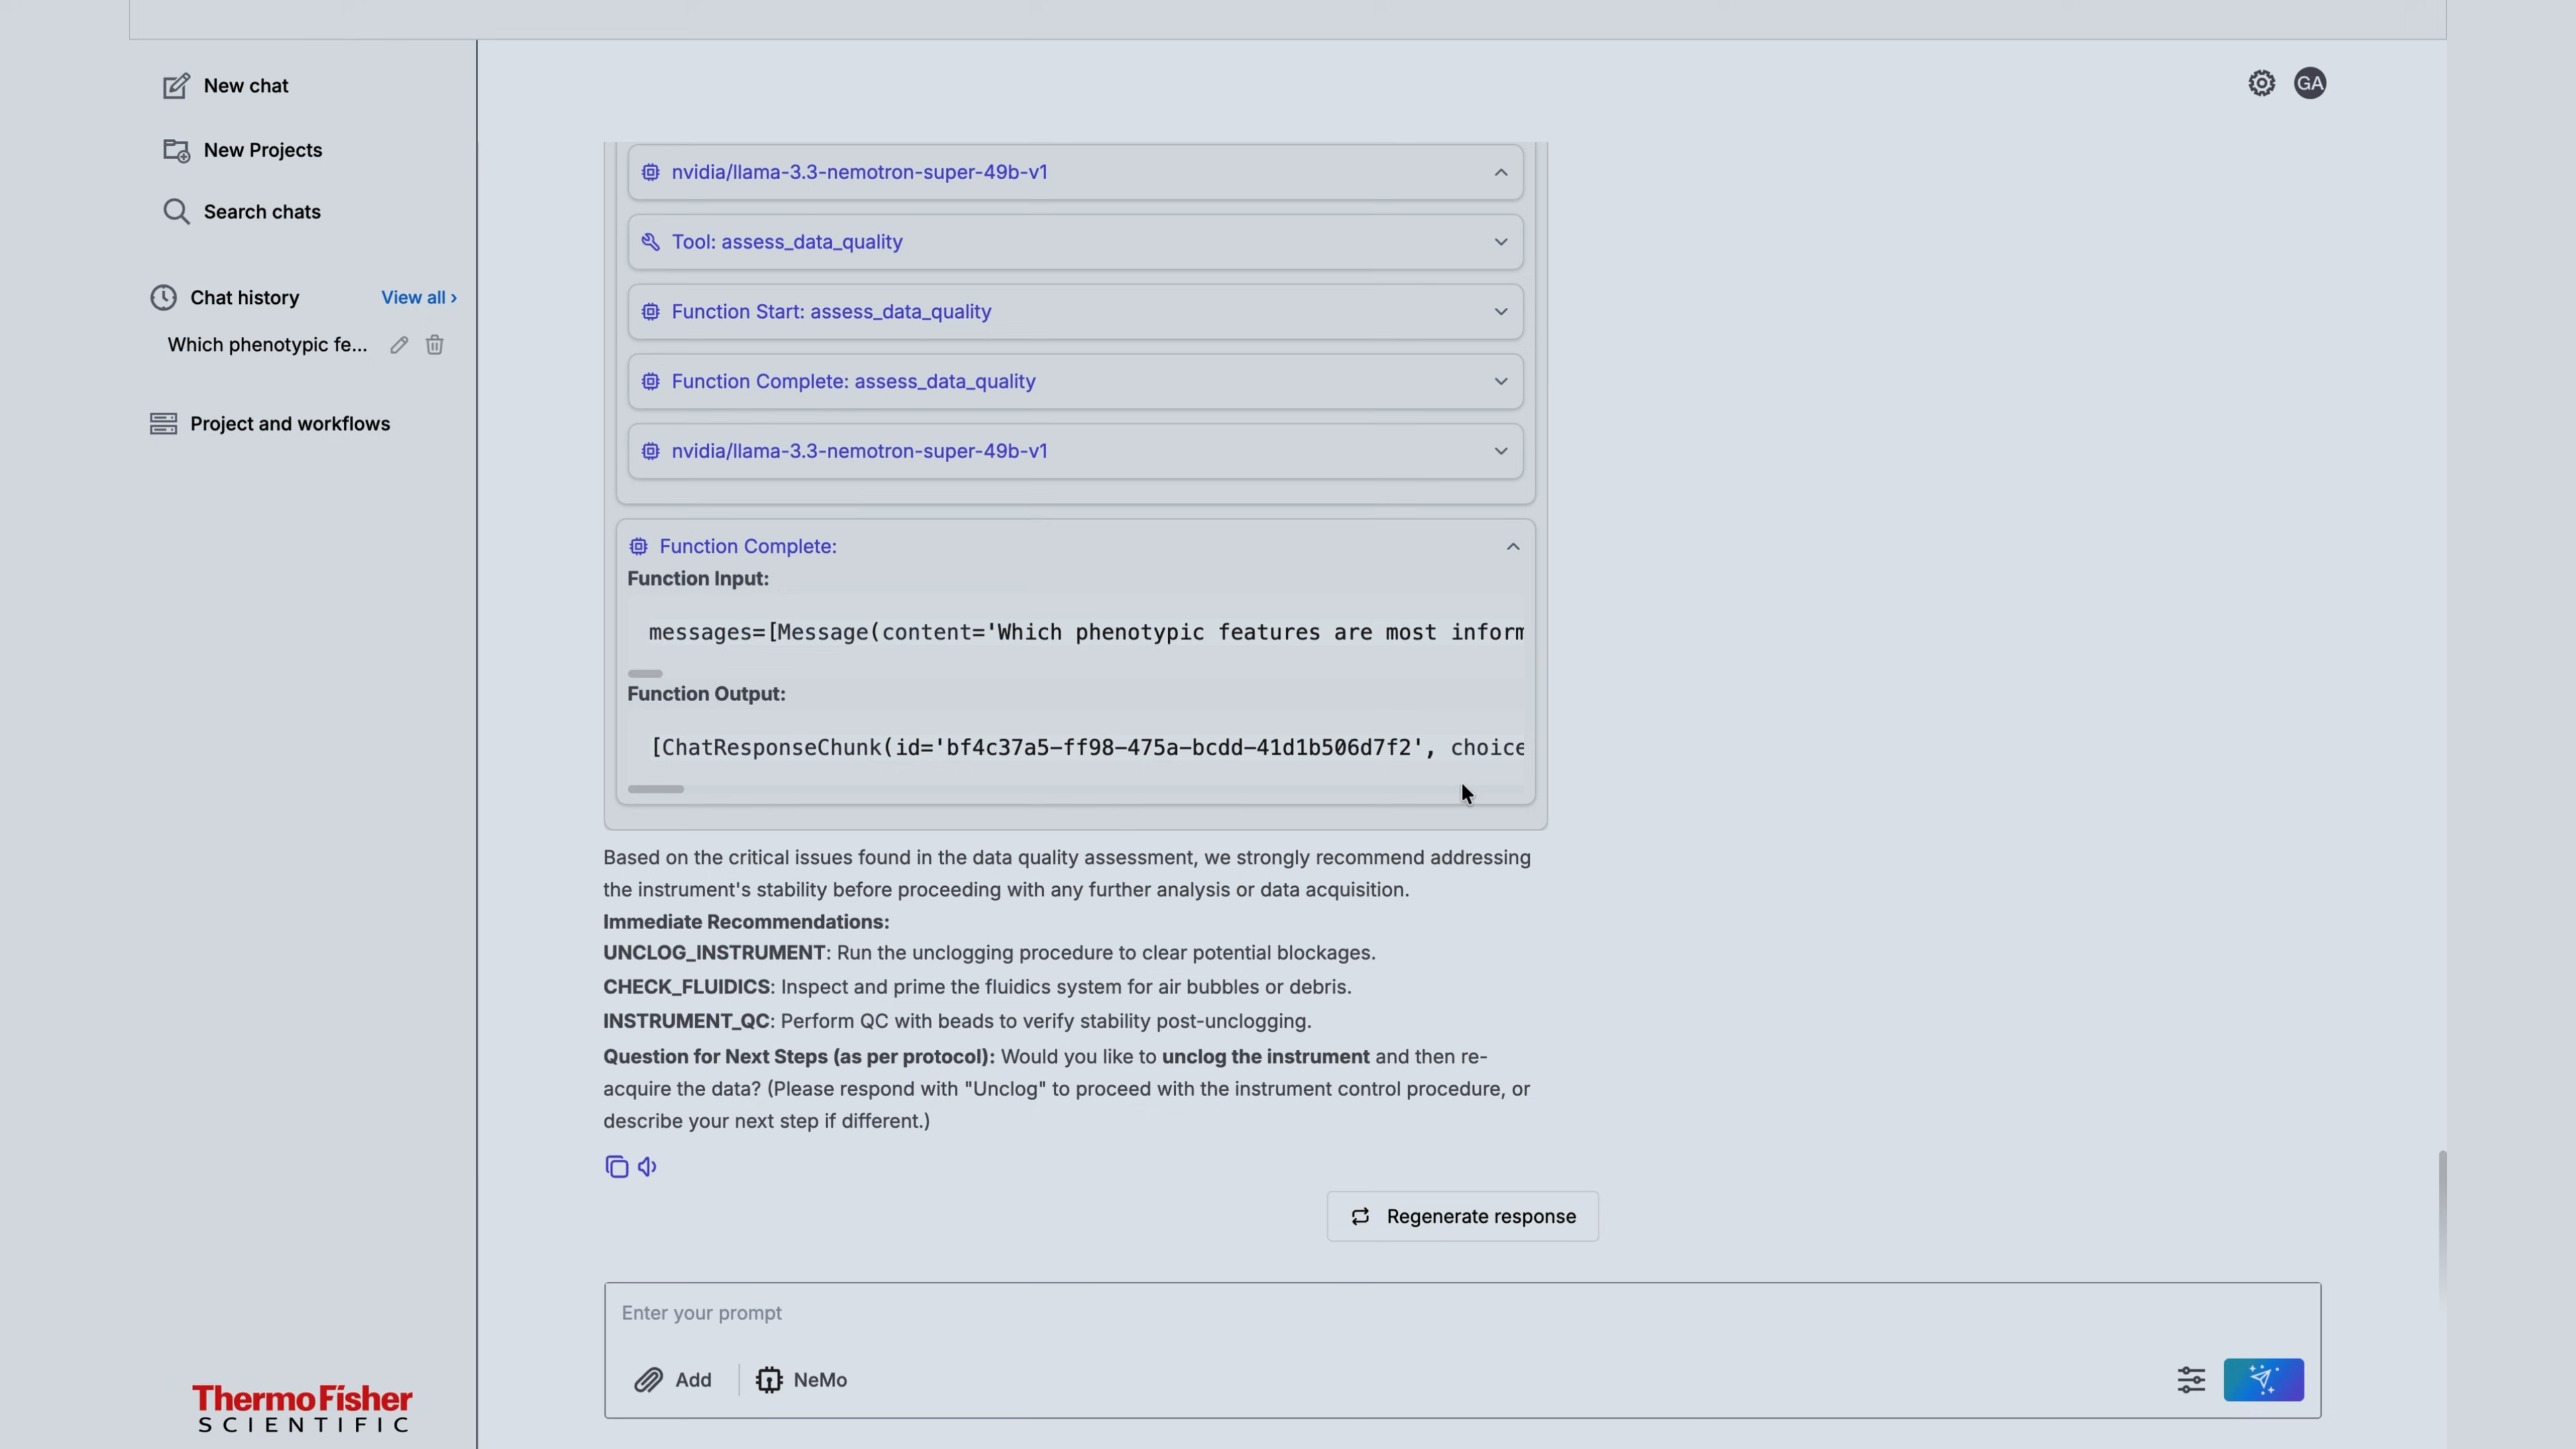 New chat
New Projects
Search chats
Chat history
View all ›
Which phenotypic fe...
Project and workflows
ThermoFisher
SCIENTIFIC
GA
nvidia/llama-3.3-nemotron-super-49b-v1
Tool: assess_data_quality
Function Start: assess_data_quality
Function Complete: assess_data_quality
nvidia/llama-3.3-nemotron-super-49b-v1
Function Complete:
Function Input:
messages=[Message(content='Which phenotypic features are most inform
Function Output:
[ChatResponseChunk(id='bf4c37a5-ff98-475a-bcdd-41d1b506d7f2', choice
Based on the critical issues found in the data quality assessment, we strongly recommend addressing
the instrument's stability before proceeding with any further analysis or data acquisition.
Immediate Recommendations:
UNCLOG_INSTRUMENT: Run the unclogging procedure to clear potential blockages.
CHECK_FLUIDICS: Inspect and prime the fluidics system for air bubbles or debris.
INSTRUMENT_QC: Perform QC with beads to verify stability post-unclogging.
Question for Next Steps (as per protocol): Would you like to unclog the instrument and then re-
acquire the data? (Please respond with "Unclog" to proceed with the instrument control procedure, or
describe your next step if different.)
Regenerate response
Enter your prompt
Add
NeMo